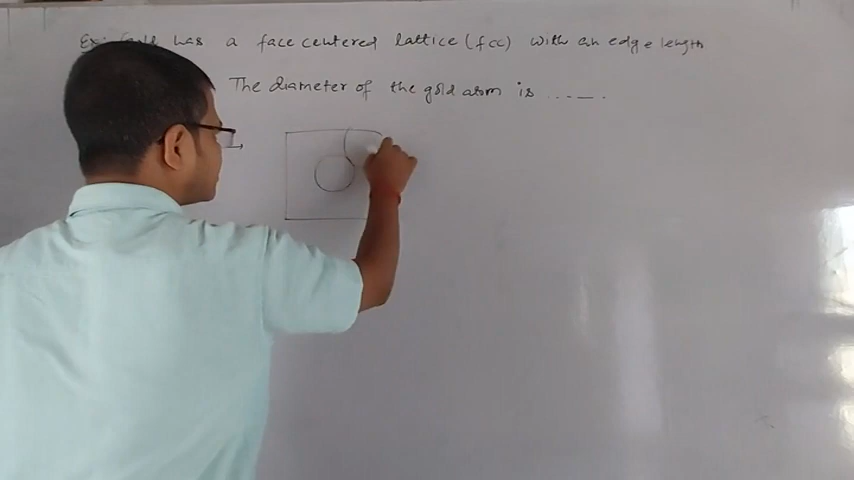 Ex: Gold has a face centered lattice (fcc) with an edge length
The diameter of the gold atom is .....